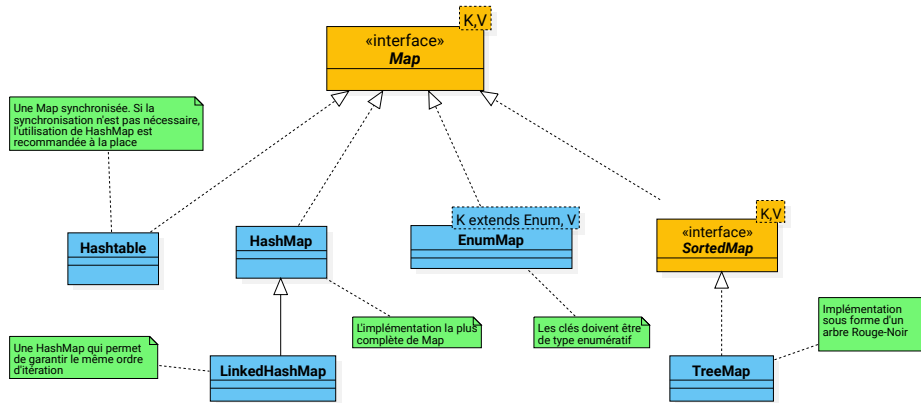 K,V
«interface»
Map
Une Map synchronisée. Si la
synchronisation n'est pas nécessaire,
l'utilisation de HashMap est
recommandée à la place
K extends Enum, V
K,V
Hashtable
HashMap
EnumMap
«interface»
SortedMap
L'implémentation la plus
complète de Map
Les clés doivent être
de type enumératif
Implémentation
sous forme d'un
arbre Rouge-Noir
Une HashMap qui permet
de garantir le même ordre
d'itération
LinkedHashMap
TreeMap